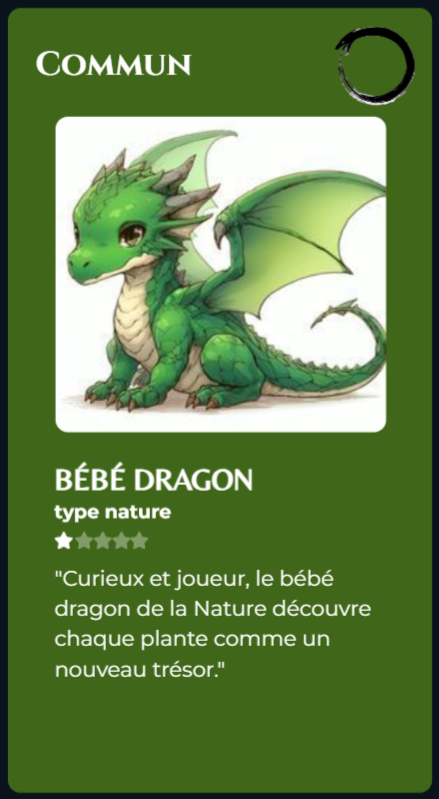 Commun
BÉBÉ DRAGON
type nature
"Curieux et joueur, le bébé
dragon de la Nature découvre
chaque plante comme un
nouveau trésor."